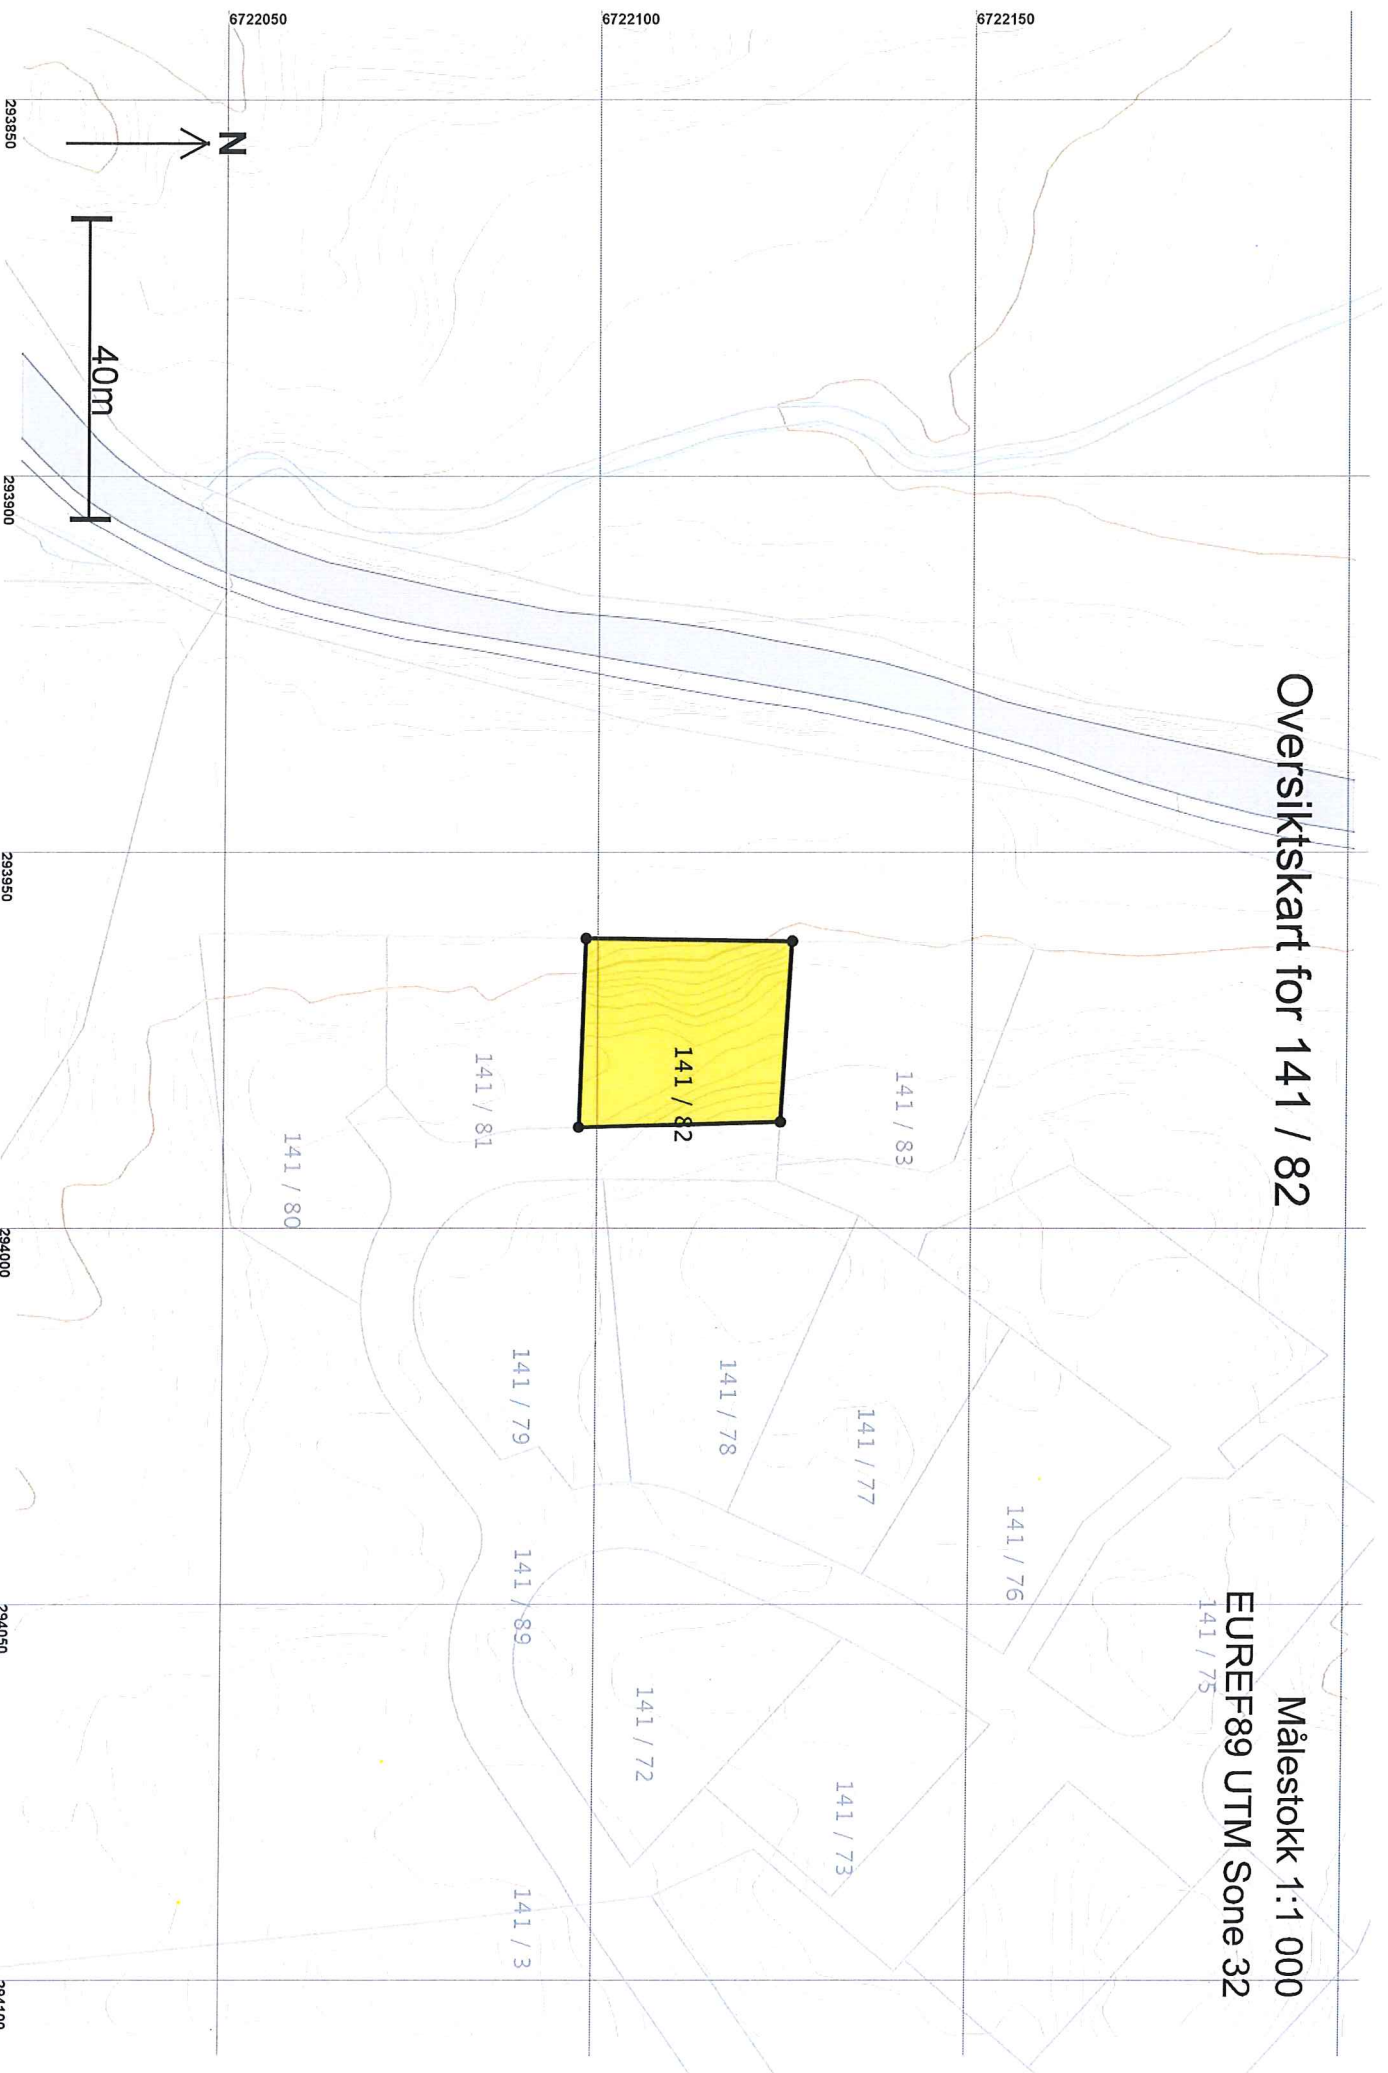 Oversiktskart for 141 / 82
Målestokk 1:1 000
EUREF89 UTM Sone 32
6722150
6722100
6722050
141 / 75
141 / 76
141 / 83
141 / 77
141 / 73
141 / 78
141 / 82
141 / 72
141 / 79
141 / 89
141 / 3
141 / 81
141 / 80
N
40m
293850
293900
293950
294000
294050
294100